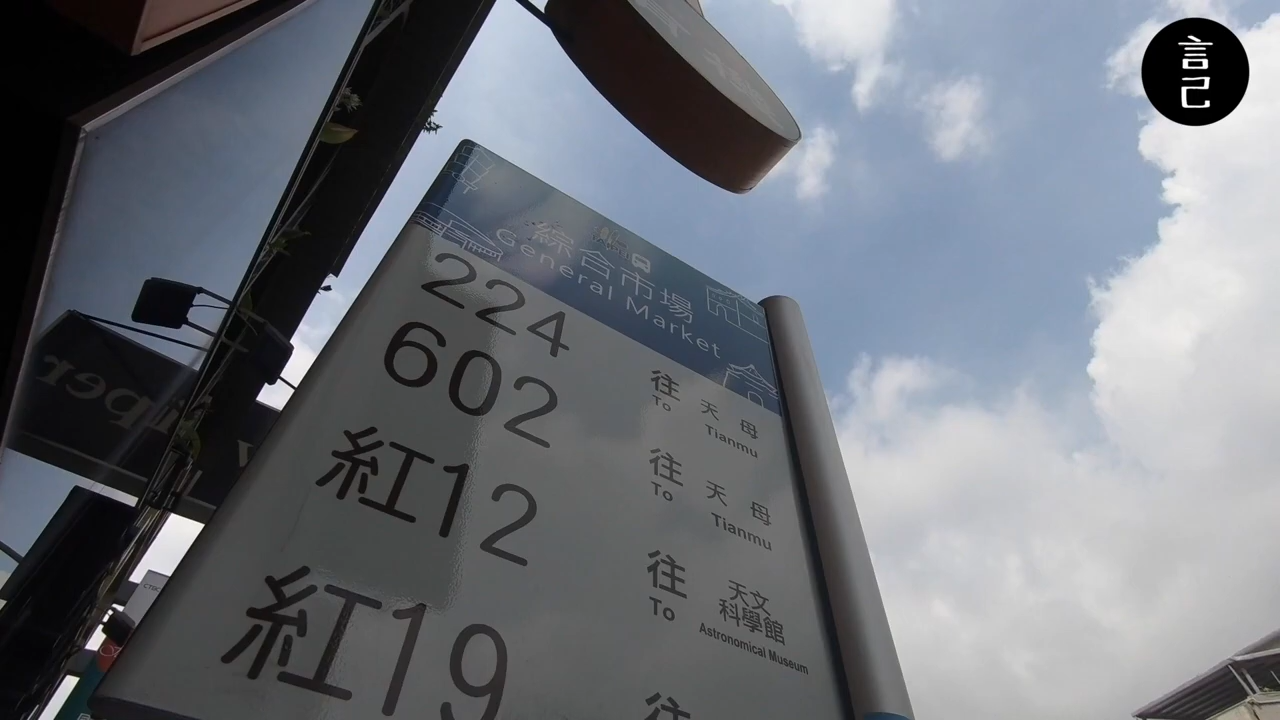 言己
綜合市場
General Market
224 往 天母
To Tianmu
602 往 天母
To Tianmu
紅12 往 天文科學館
To Astronomical Museum
紅19 往